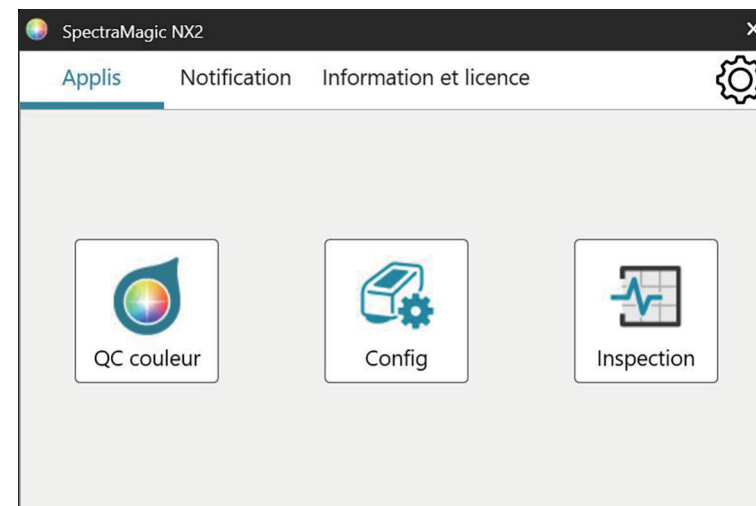 SpectraMagic NX2
Applis Notification Information et licence
QC couleur Config Inspection